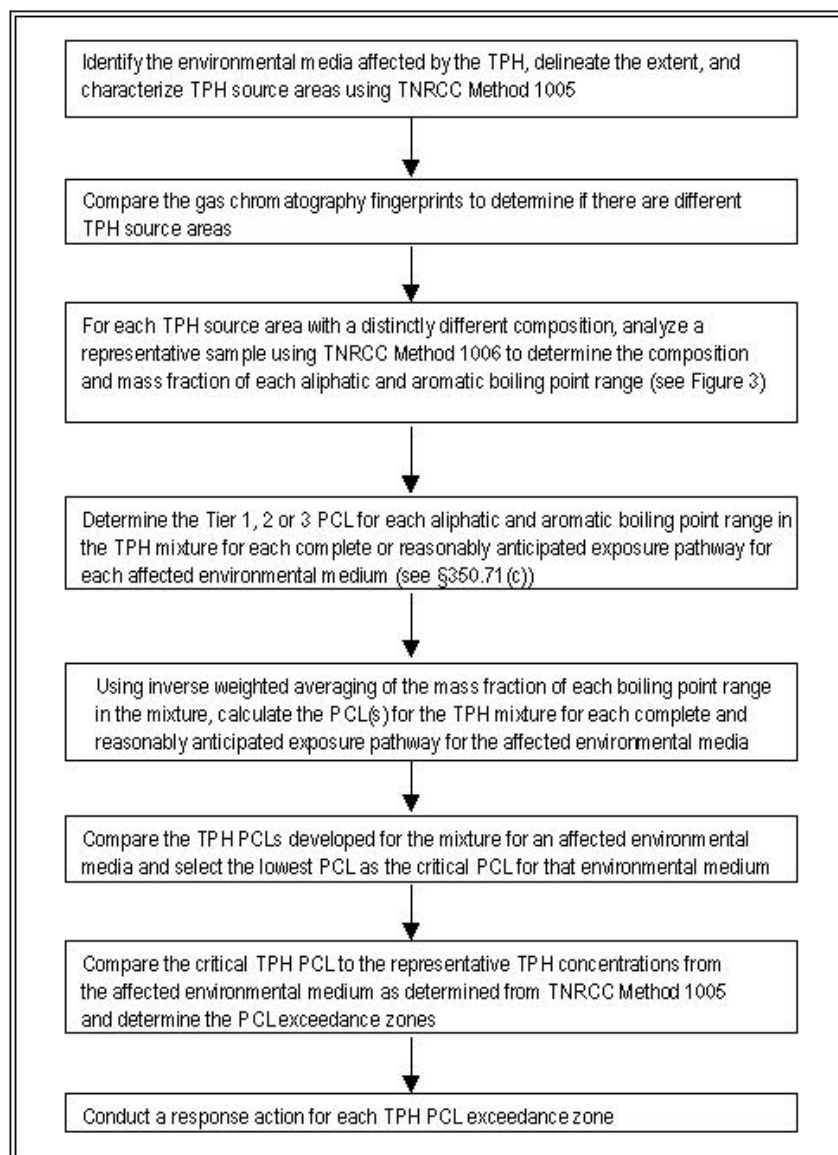 Identify the environmental media affected by the TPH, delineate the extent, and
characterize TPH source areas using TNRCC Method 1005
Compare the gas chromatography fingerprints to determine if there are different
TPH source areas
For each TPH source area with a distinctly different composition, analyze a
representative sample using TNRCC Method 1006 to determine the composition
and mass fraction of each aliphatic and aromatic boiling point range (see Figure 3)
Determine the Tier 1, 2 or 3 PCL for each aliphatic and aromatic boiling point range in
the TPH mixture for each complete or reasonably anticipated exposure pathway for
each affected environmental medium (see §350.71(c))
Using inverse weighted averaging of the mass fraction of each boiling point range
in the mixture, calculate the PCL(s) for the TPH mixture for each complete and
reasonably anticipated exposure pathway for the affected environmental media
Compare the TPH PCLs developed for the mixture for an affected environmental
media and select the lowest PCL as the critical PCL for that environmental medium
Compare the critical TPH PCL to the representative TPH concentrations from
the affected environmental medium as determined from TNRCC Method 1005
and determine the PCL exceedance zones
Conduct a response action for each TPH PCL exceedance zone